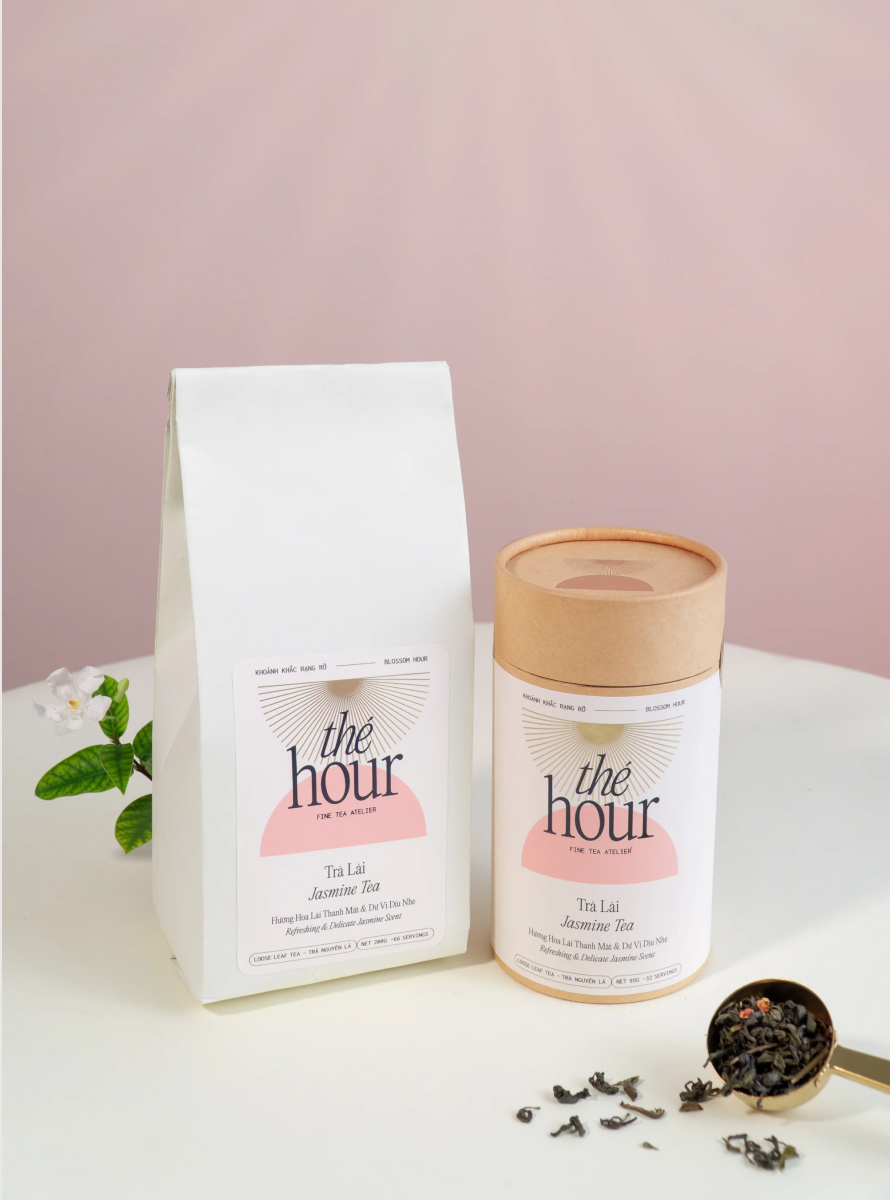 KHOẢNH KHẮC RẠNG RỠ BLOSSOM HOUR
thé
hour
FINE TEA ATELIER
Trà Lài
Jasmine Tea
Hương Hoa Lài Thanh Mát & Dư Vị Dịu Nhẹ
Refreshing & Delicate Jasmine Scent
LOOSE LEAF TEA - TRÀ NGUYÊN LÁ NET 200G ~66 SERVINGS
KHOẢNH KHẮC RẠNG RỠ BLOSSOM HOUR
thé
hour
FINE TEA ATELIER
Trà Lài
Jasmine Tea
Hương Hoa Lài Thanh Mát & Dư Vị Dịu Nhẹ
Refreshing & Delicate Jasmine Scent
LOOSE LEAF TEA - TRÀ NGUYÊN LÁ NET 95G ~32 SERVINGS